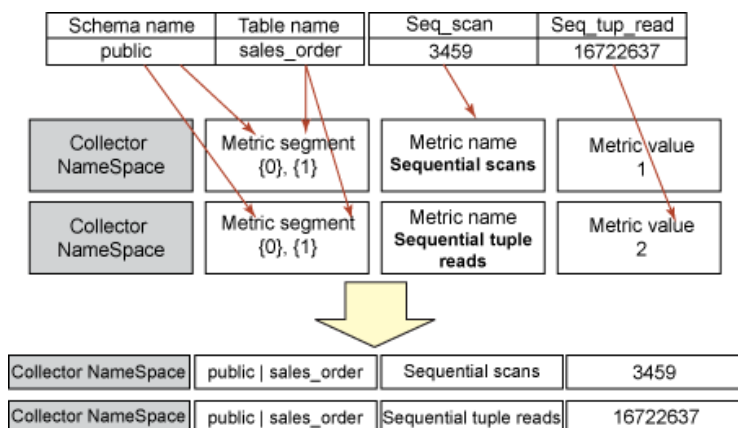 Schema name Table name Seq_scan Seq_tup_read
public sales_order 3459 16722637
Collector
NameSpace
Metric segment
{0}, {1}
Metric name
Sequential scans
Metric value
1
Collector
NameSpace
Metric segment
{0}, {1}
Metric name
Sequential tuple
reads
Metric value
2
Collector NameSpace public | sales_order Sequential scans 3459
Collector NameSpace public | sales_order Sequential tuple reads 16722637